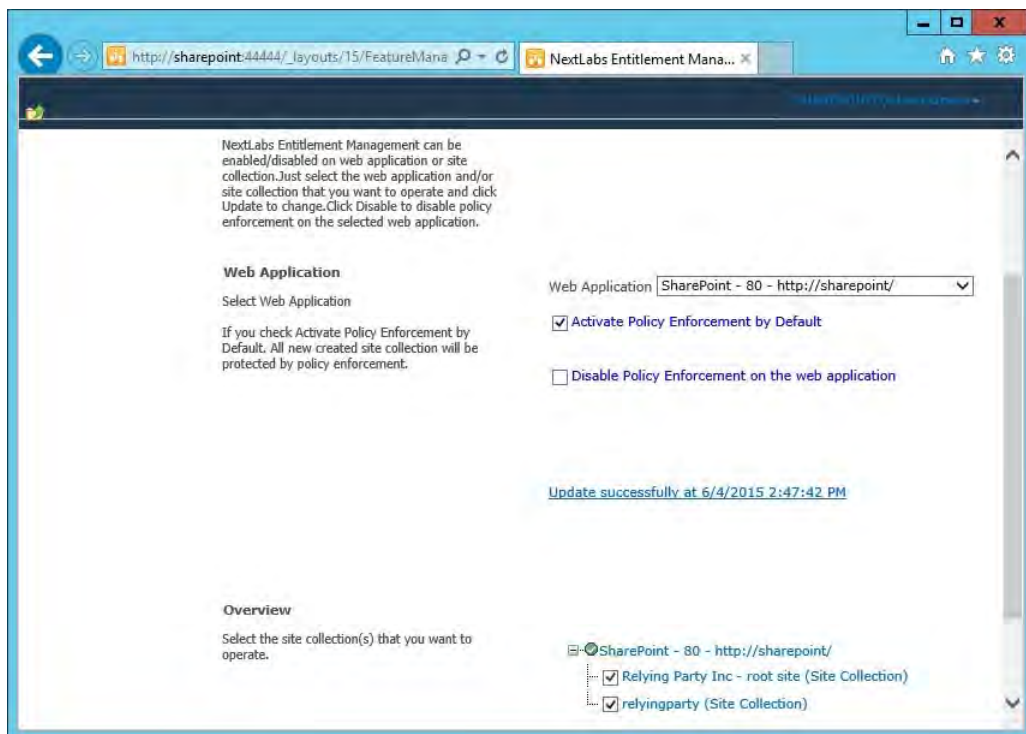 http://sharepoint:44444/_layouts/15/FeatureMana
NextLabs Entitlement Mana...
NextLabs Entitlement Management can be
enabled/disabled on web application or site
collection.Just select the web application and/or
site collection that you want to operate and click
Update to change.Click Disable to disable policy
enforcement on the selected web application.
Web Application
Select Web Application
If you check Activate Policy Enforcement by
Default. All new created site collection will be
protected by policy enforcement.
Web Application SharePoint - 80 - http://sharepoint/
Activate Policy Enforcement by Default
Disable Policy Enforcement on the web application
Update successfully at 6/4/2015 2:47:42 PM
Overview
Select the site collection(s) that you want to
operate.
SharePoint - 80 - http://sharepoint/
Relying Party Inc - root site (Site Collection)
relyingparty (Site Collection)